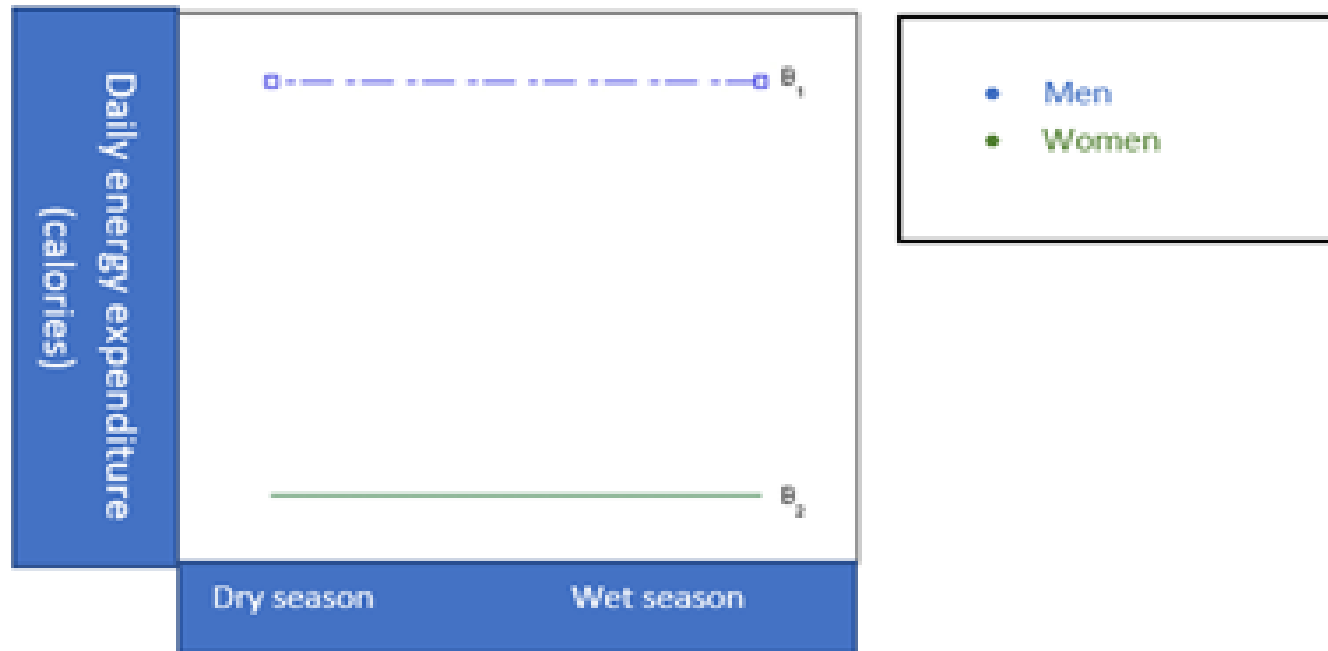 Daily energy expenditure
(calories)
B1
B2
Dry season Wet season
• Men
• Women